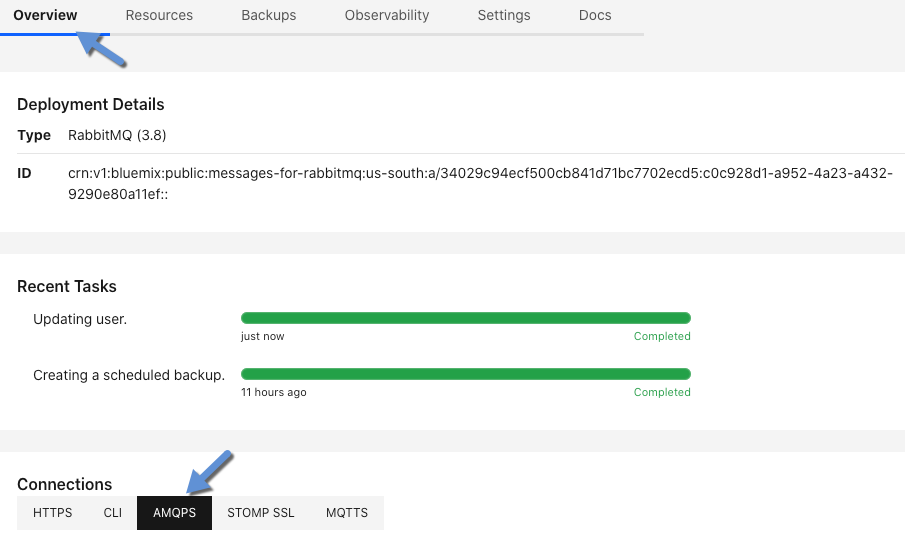 Overview Resources Backups Observability Settings Docs
Deployment Details
Type RabbitMQ (3.8)
ID crn:v1:bluemix:public:messages-for-rabbitmq:us-south:a/34029c94ecf500cb841d71bc7702ecd5:c0c928d1-a952-4a23-a432-
9290e80a11ef::
Recent Tasks
Updating user.
just now Completed
Creating a scheduled backup.
11 hours ago Completed
Connections
HTTPS CLI AMQPS STOMP SSL MQTTS